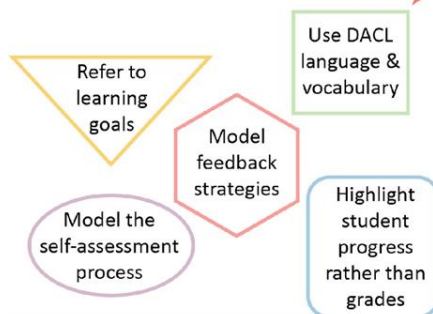 Use DACL
language &
vocabulary
Refer to
learning
goals
Model
feedback
strategies
Model the
self-assessment
process
Highlight
student
progress
rather than
grades